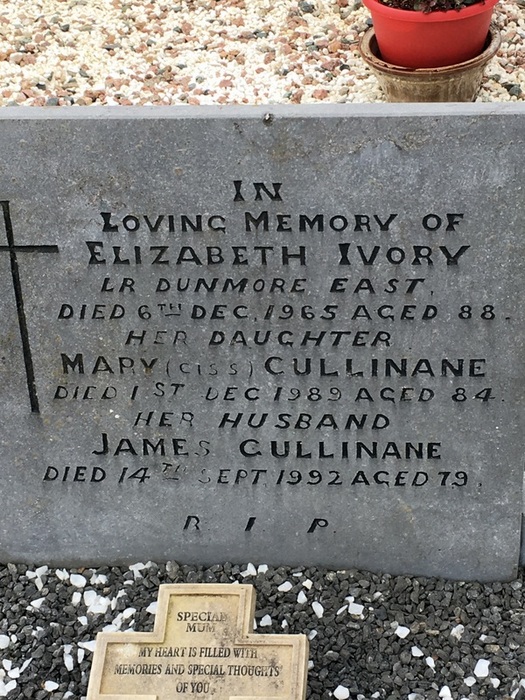 IN
LOVING MEMORY OF
ELIZABETH IVORY
LR DUNMORE EAST,
DIED 6TH DEC, 1965 AGED 88.
HER DAUGHTER
MARY (CISS) CULLINANE
DIED 1ST DEC 1989 AGED 84.
HER HUSBAND
JAMES CULLINANE
DIED 14TH SEPT 1992 AGED 79.
R I P.
SPECIAL
MUM
MY HEART IS FILLED WITH
MEMORIES AND SPECIAL THOUGHTS
OF YOU